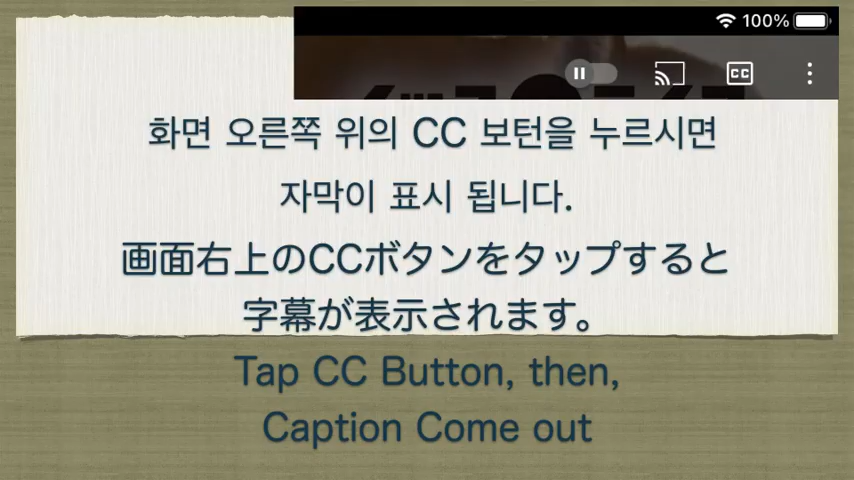 100%
CC
화면 오른쪽 위의 CC 보턴을 누르시면
자막이 표시 됩니다.
画面右上のCCボタンをタップすると
字幕が表示されます。
Tap CC Button, then,
Caption Come out